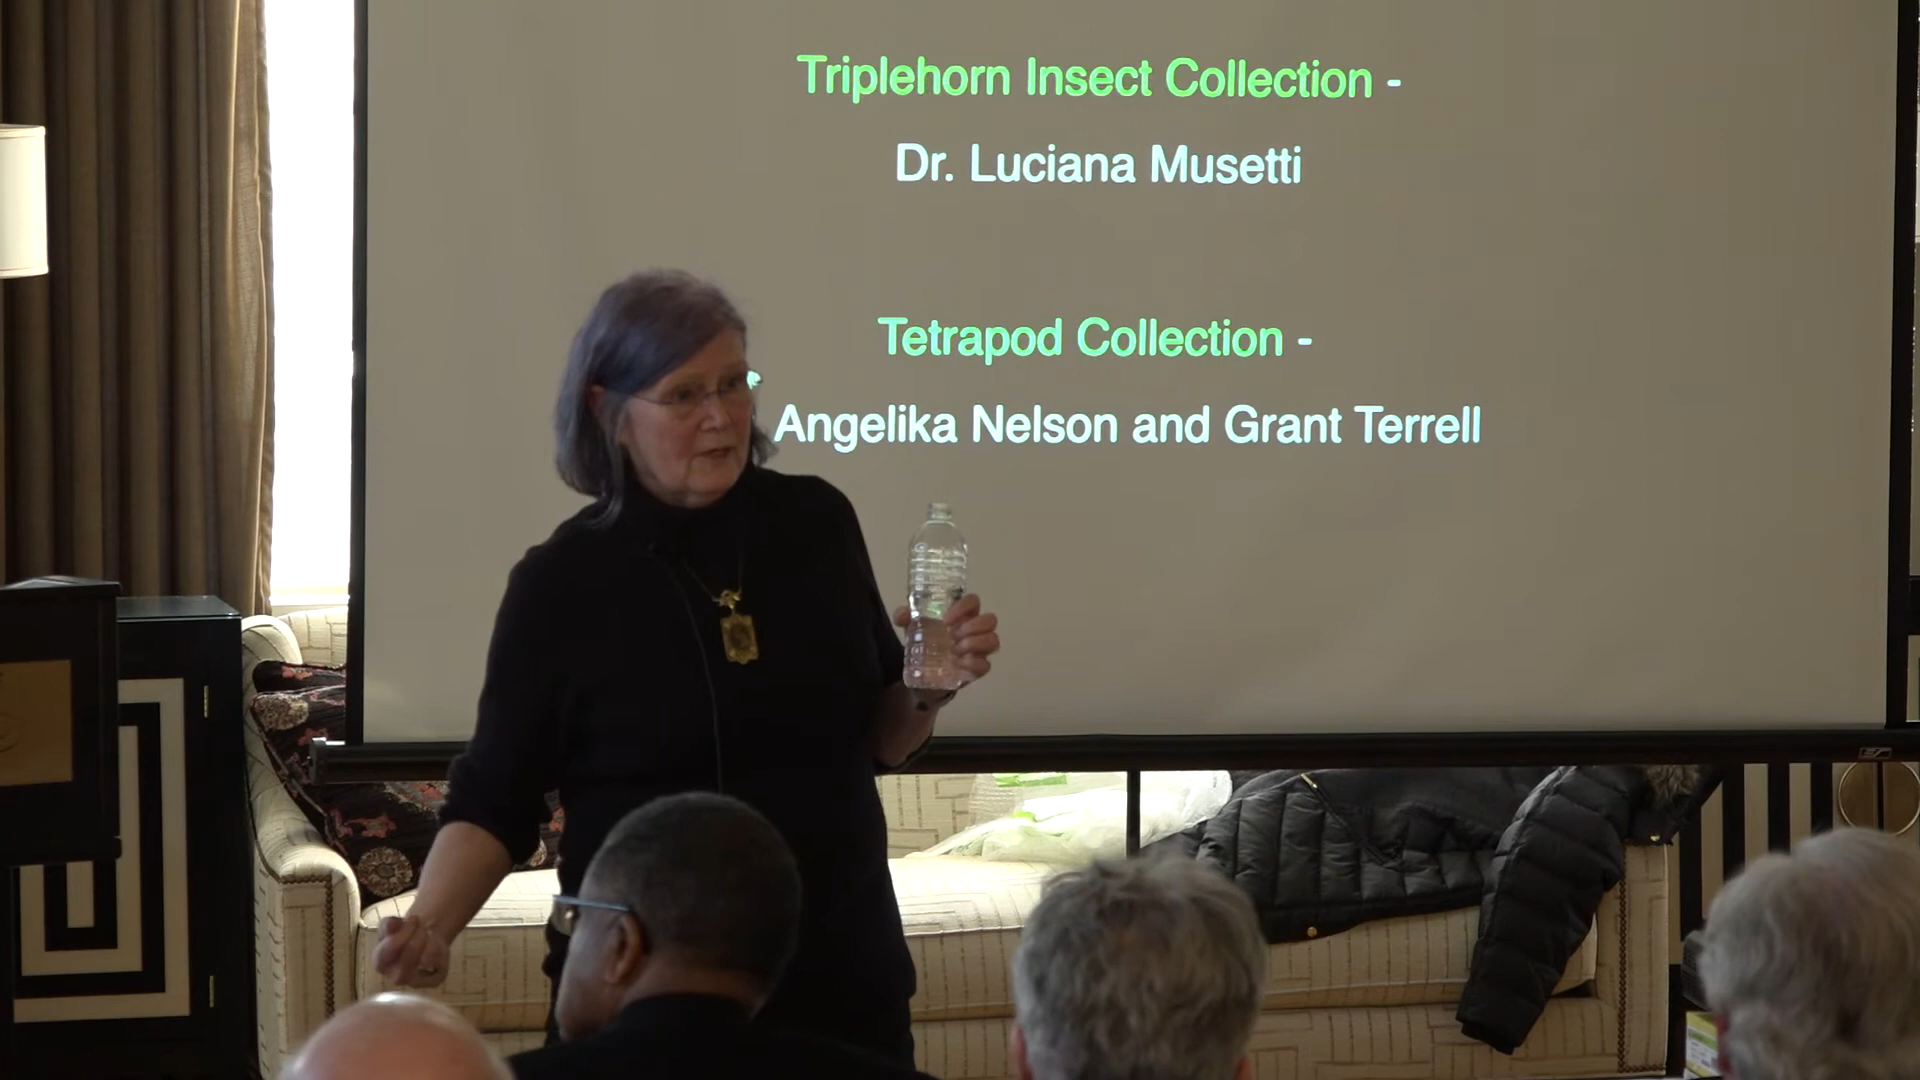 Triplehorn Insect Collection -
Dr. Luciana Musetti
Tetrapod Collection -
Angelika Nelson and Grant Terrell